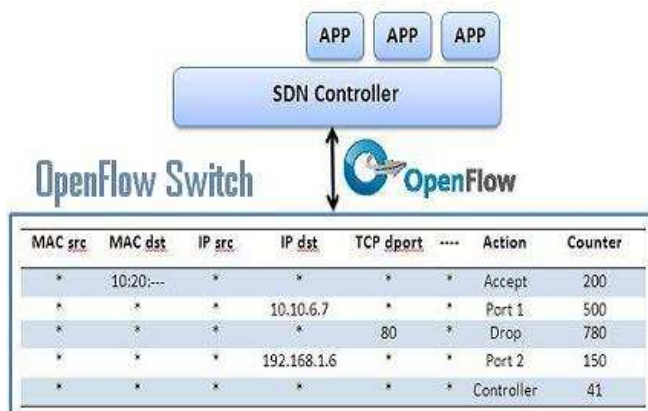 APP APP APP
SDN Controller
OpenFlow Switch
OpenFlow
MAC src MAC dst IP src IP dst TCP dport ---- Action Counter
* 10:20:--- * * * * Accept 200
* * * 10.10.6.7 * * Port 1 500
* * * * 80 * Drop 780
* * * 192.168.1.6 * * Port 2 150
* * * * * * Controller 41